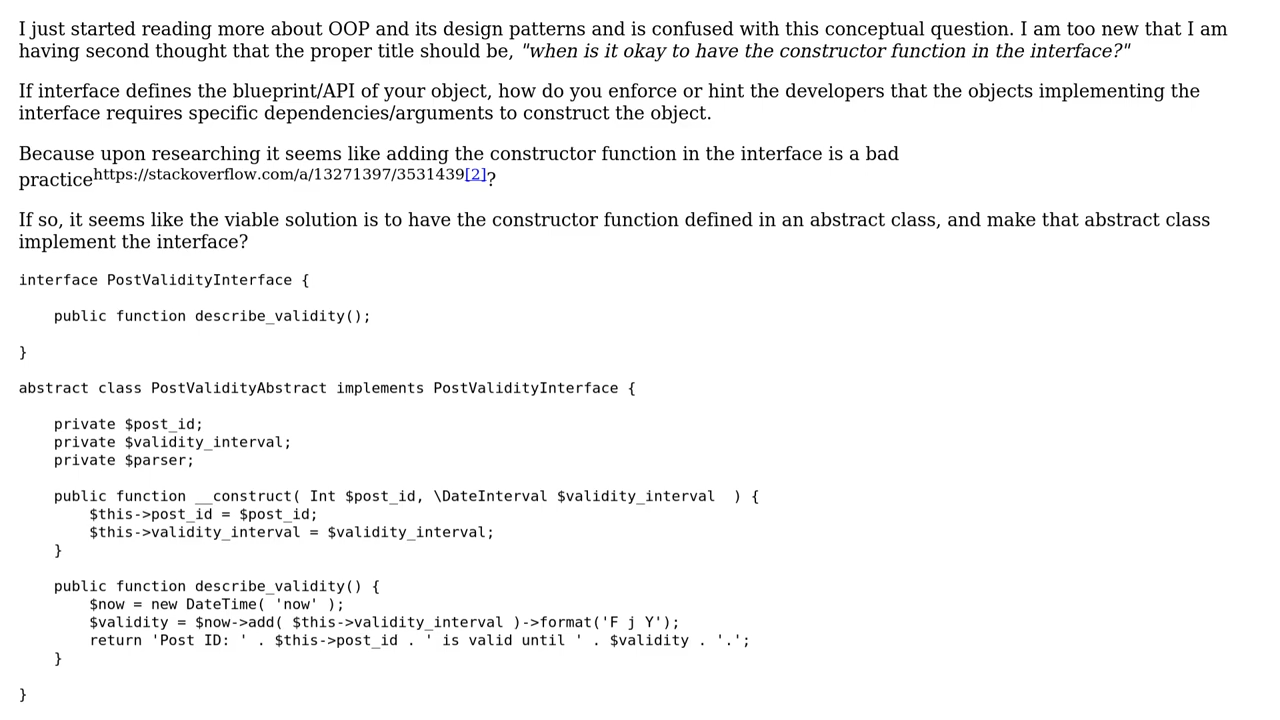 I just started reading more about OOP and its design patterns and is confused with this conceptual question. I am too new that I am
having second thought that the proper title should be, "when is it okay to have the constructor function in the interface?"
If interface defines the blueprint/API of your object, how do you enforce or hint the developers that the objects implementing the
interface requires specific dependencies/arguments to construct the object.
Because upon researching it seems like adding the constructor function in the interface is a bad
practicehttps://stackoverflow.com/a/13271397/3531439[2]?
If so, it seems like the viable solution is to have the constructor function defined in an abstract class, and make that abstract class
implement the interface?
interface PostValidityInterface {
    public function describe_validity();
}
abstract class PostValidityAbstract implements PostValidityInterface {
    private $post_id;
    private $validity_interval;
    private $parser;
    public function __construct( Int $post_id, \DateInterval $validity_interval  ) {
        $this->post_id = $post_id;
        $this->validity_interval = $validity_interval;
    }
    public function describe_validity() {
        $now = new DateTime( 'now' );
        $validity = $now->add( $this->validity_interval )->format('F j Y');
        return 'Post ID: ' . $this->post_id . ' is valid until ' . $validity . '.';
    }
}